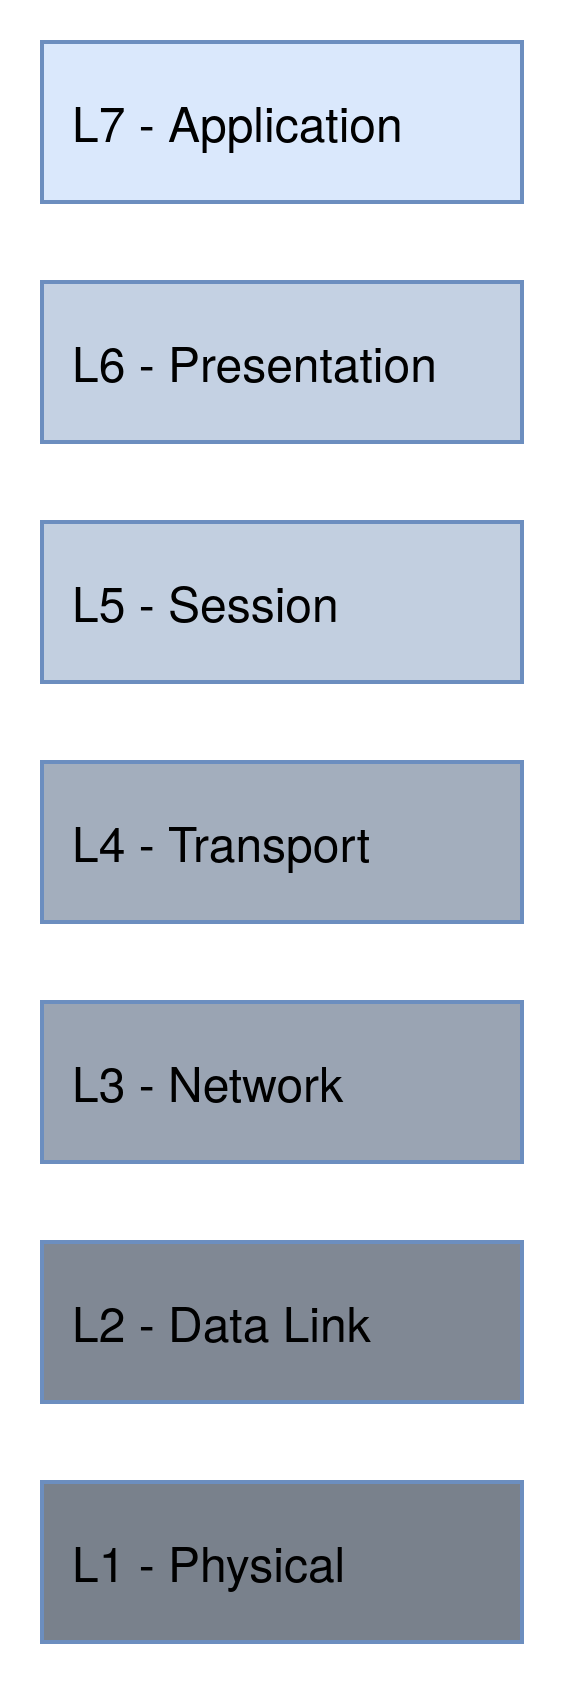 L7 - Application
L6 - Presentation
L5 - Session
L4 - Transport
L3 - Network
L2 - Data Link
L1 - Physical